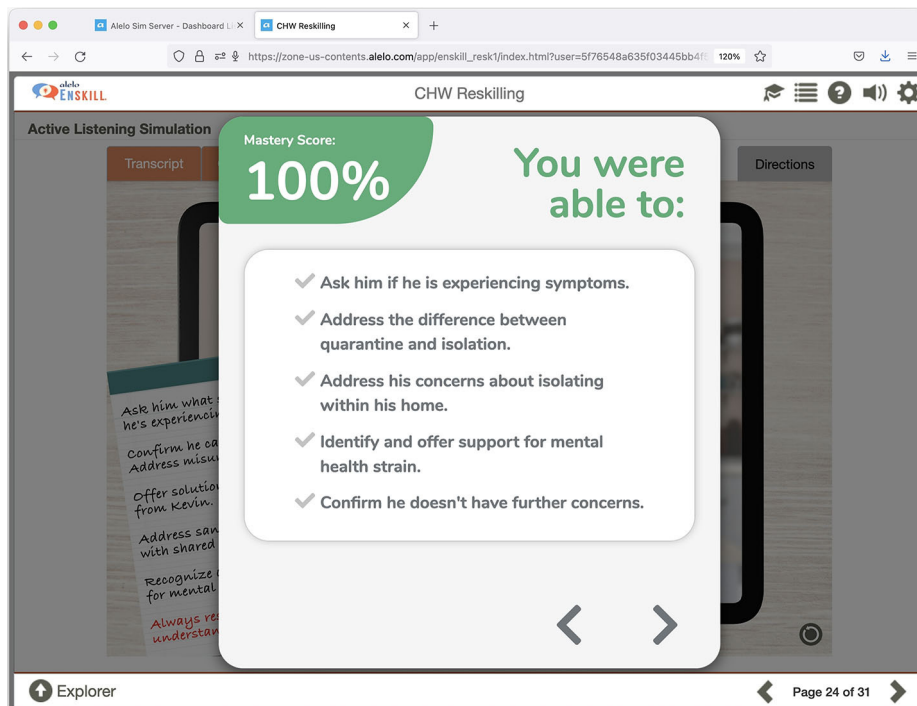 Alelo Sim Server - Dashboard Li
CHW Reskilling
https://zone-us-contents.alelo.com/app/enskill_resk1/index.html?user=5f76548a635f03445bb4f5
120%
alelo
ENSKILL.
CHW Reskilling
Active Listening Simulation
Transcript
Directions
Mastery Score:
100%
You were
able to:
Ask him if he is experiencing symptoms.
Address the difference between
quarantine and isolation.
Address his concerns about isolating
within his home.
Identify and offer support for mental
health strain.
Confirm he doesn't have further concerns.
Ask him what
he's experiencin
Confirm he ca
Address misu
Offer solution
from Kevin.
Address san
with shared
Recognize
for mental
Always re
understan
Explorer
Page 24 of 31